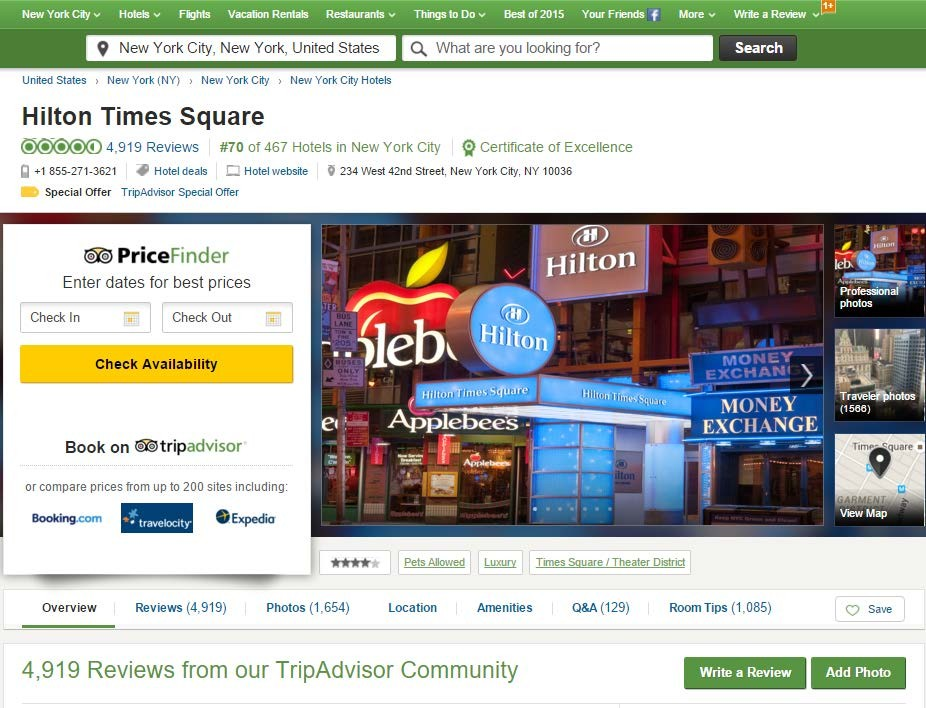 New York City Hotels Flights Vacation Rentals Restaurants Things to Do Best of 2015 Your Friends More Write a Review 1+
New York City, New York, United States What are you looking for? Search
United States › New York (NY) › New York City › New York City Hotels
Hilton Times Square
4,919 Reviews #70 of 467 Hotels in New York City Certificate of Excellence
+1 855-271-3621 Hotel deals Hotel website 234 West 42nd Street, New York City, NY 10036
Special Offer TripAdvisor Special Offer
PriceFinder
Enter dates for best prices
Check In Check Out
Check Availability
Book on tripadvisor®
or compare prices from up to 200 sites including:
Booking.com travelocity Expedia
Hilton
Hilton
BUS
LANE
BUSES
ONLY
Hilton Times Square
Hilton Times Square
Applebee's
Applebee's
Hilton
MONEY
EXCHANGE
MONEY
EXCHANGE
Hilton
Professional
photos
Traveler photos
(1566)
Times Square
GARMENT
View Map
Pets Allowed Luxury Times Square / Theater District
Overview Reviews (4,919) Photos (1,654) Location Amenities Q&A (129) Room Tips (1,085) Save
4,919 Reviews from our TripAdvisor Community Write a Review Add Photo